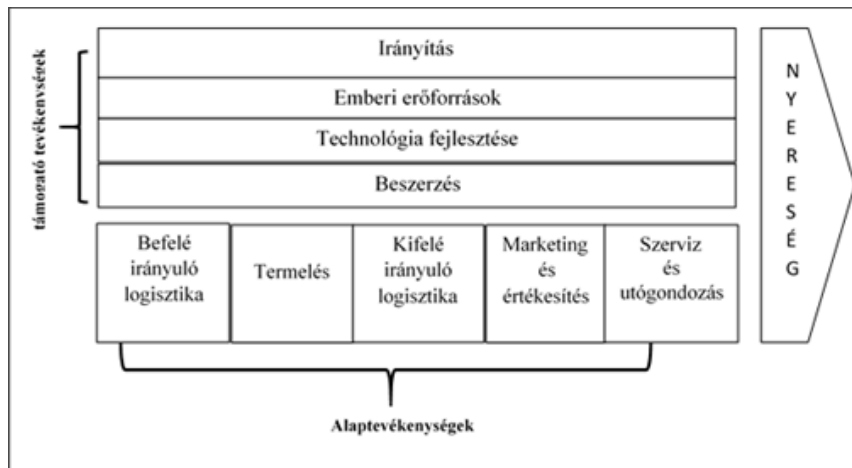 támogató tevékenységek
Irányítás
Emberi erőforrások
Technológia fejlesztése
Beszerzés
Befelé
irányuló
logisztika
Termelés
Kifelé
irányuló
logisztika
Marketing
és
értékesítés
Szerviz
és
utógondozás
NYERESÉG
Alaptevékenységek